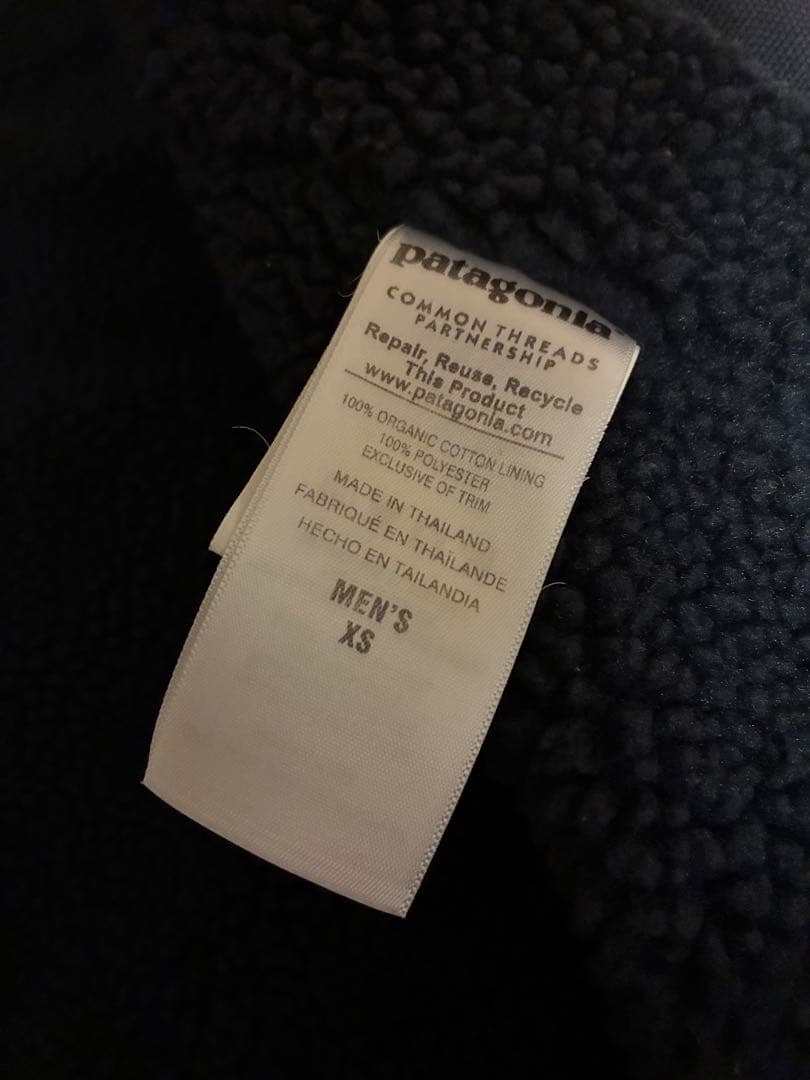 patagonia
COMMON THREADS
PARTNERSHIP
Repair, Reuse, Recycle
This Product
www.patagonia.com
100% ORGANIC COTTON LINING
100% POLYESTER
EXCLUSIVE OF TRIM
MADE IN THAILAND
FABRIQUÉ EN THAÏLANDE
HECHO EN TAILANDIA
MEN'S
XS